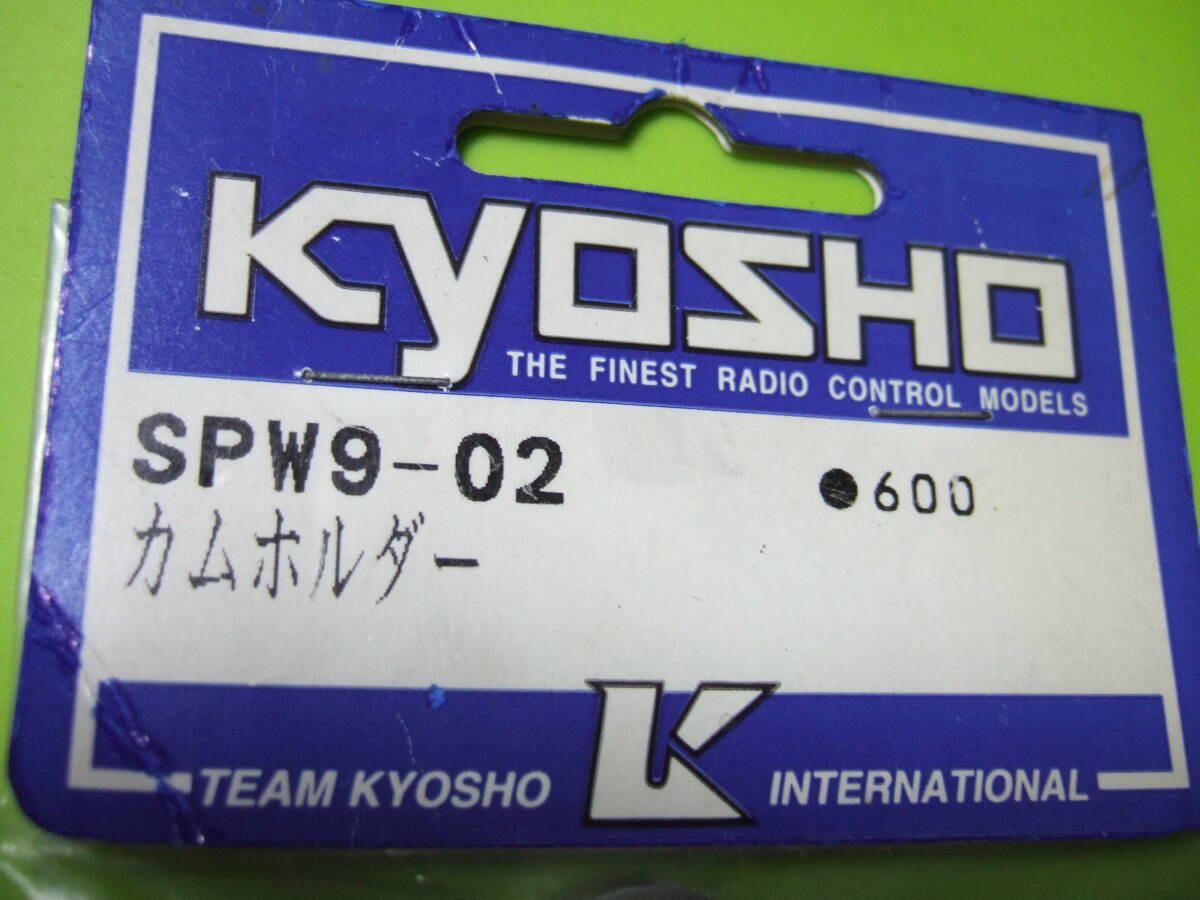 KYOSHO
THE FINEST RADIO CONTROL MODELS
SPW9-02 ●600
カムホルダー
TEAM KYOSHO K INTERNATIONAL